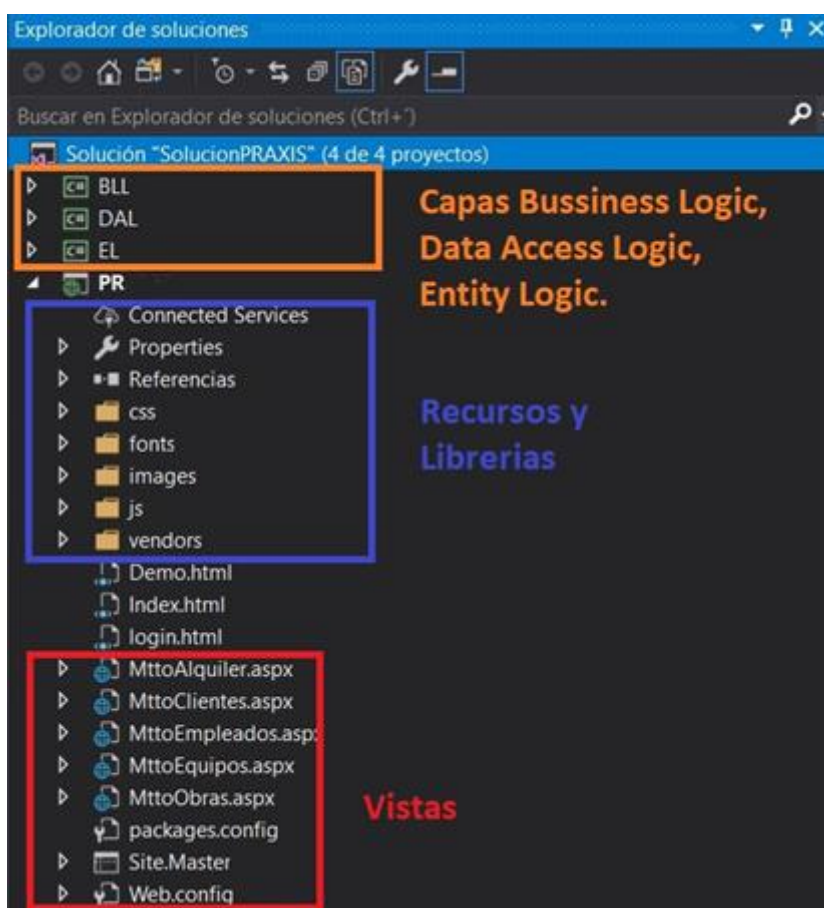 Explorador de soluciones
Buscar en Explorador de soluciones (Ctrl+¨)
Solución "SolucionPRAXIS" (4 de 4 proyectos)
C# BLL
C# DAL
C# EL
Capas Bussiness Logic,
Data Access Logic,
Entity Logic.
PR
Connected Services
Properties
Referencias
css
fonts
images
js
vendors
Recursos y
Librerias
Demo.html
Index.html
login.html
MttoAlquiler.aspx
MttoClientes.aspx
MttoEmpleados.asp
MttoEquipos.aspx
MttoObras.aspx
packages.config
Site.Master
Web.config
Vistas